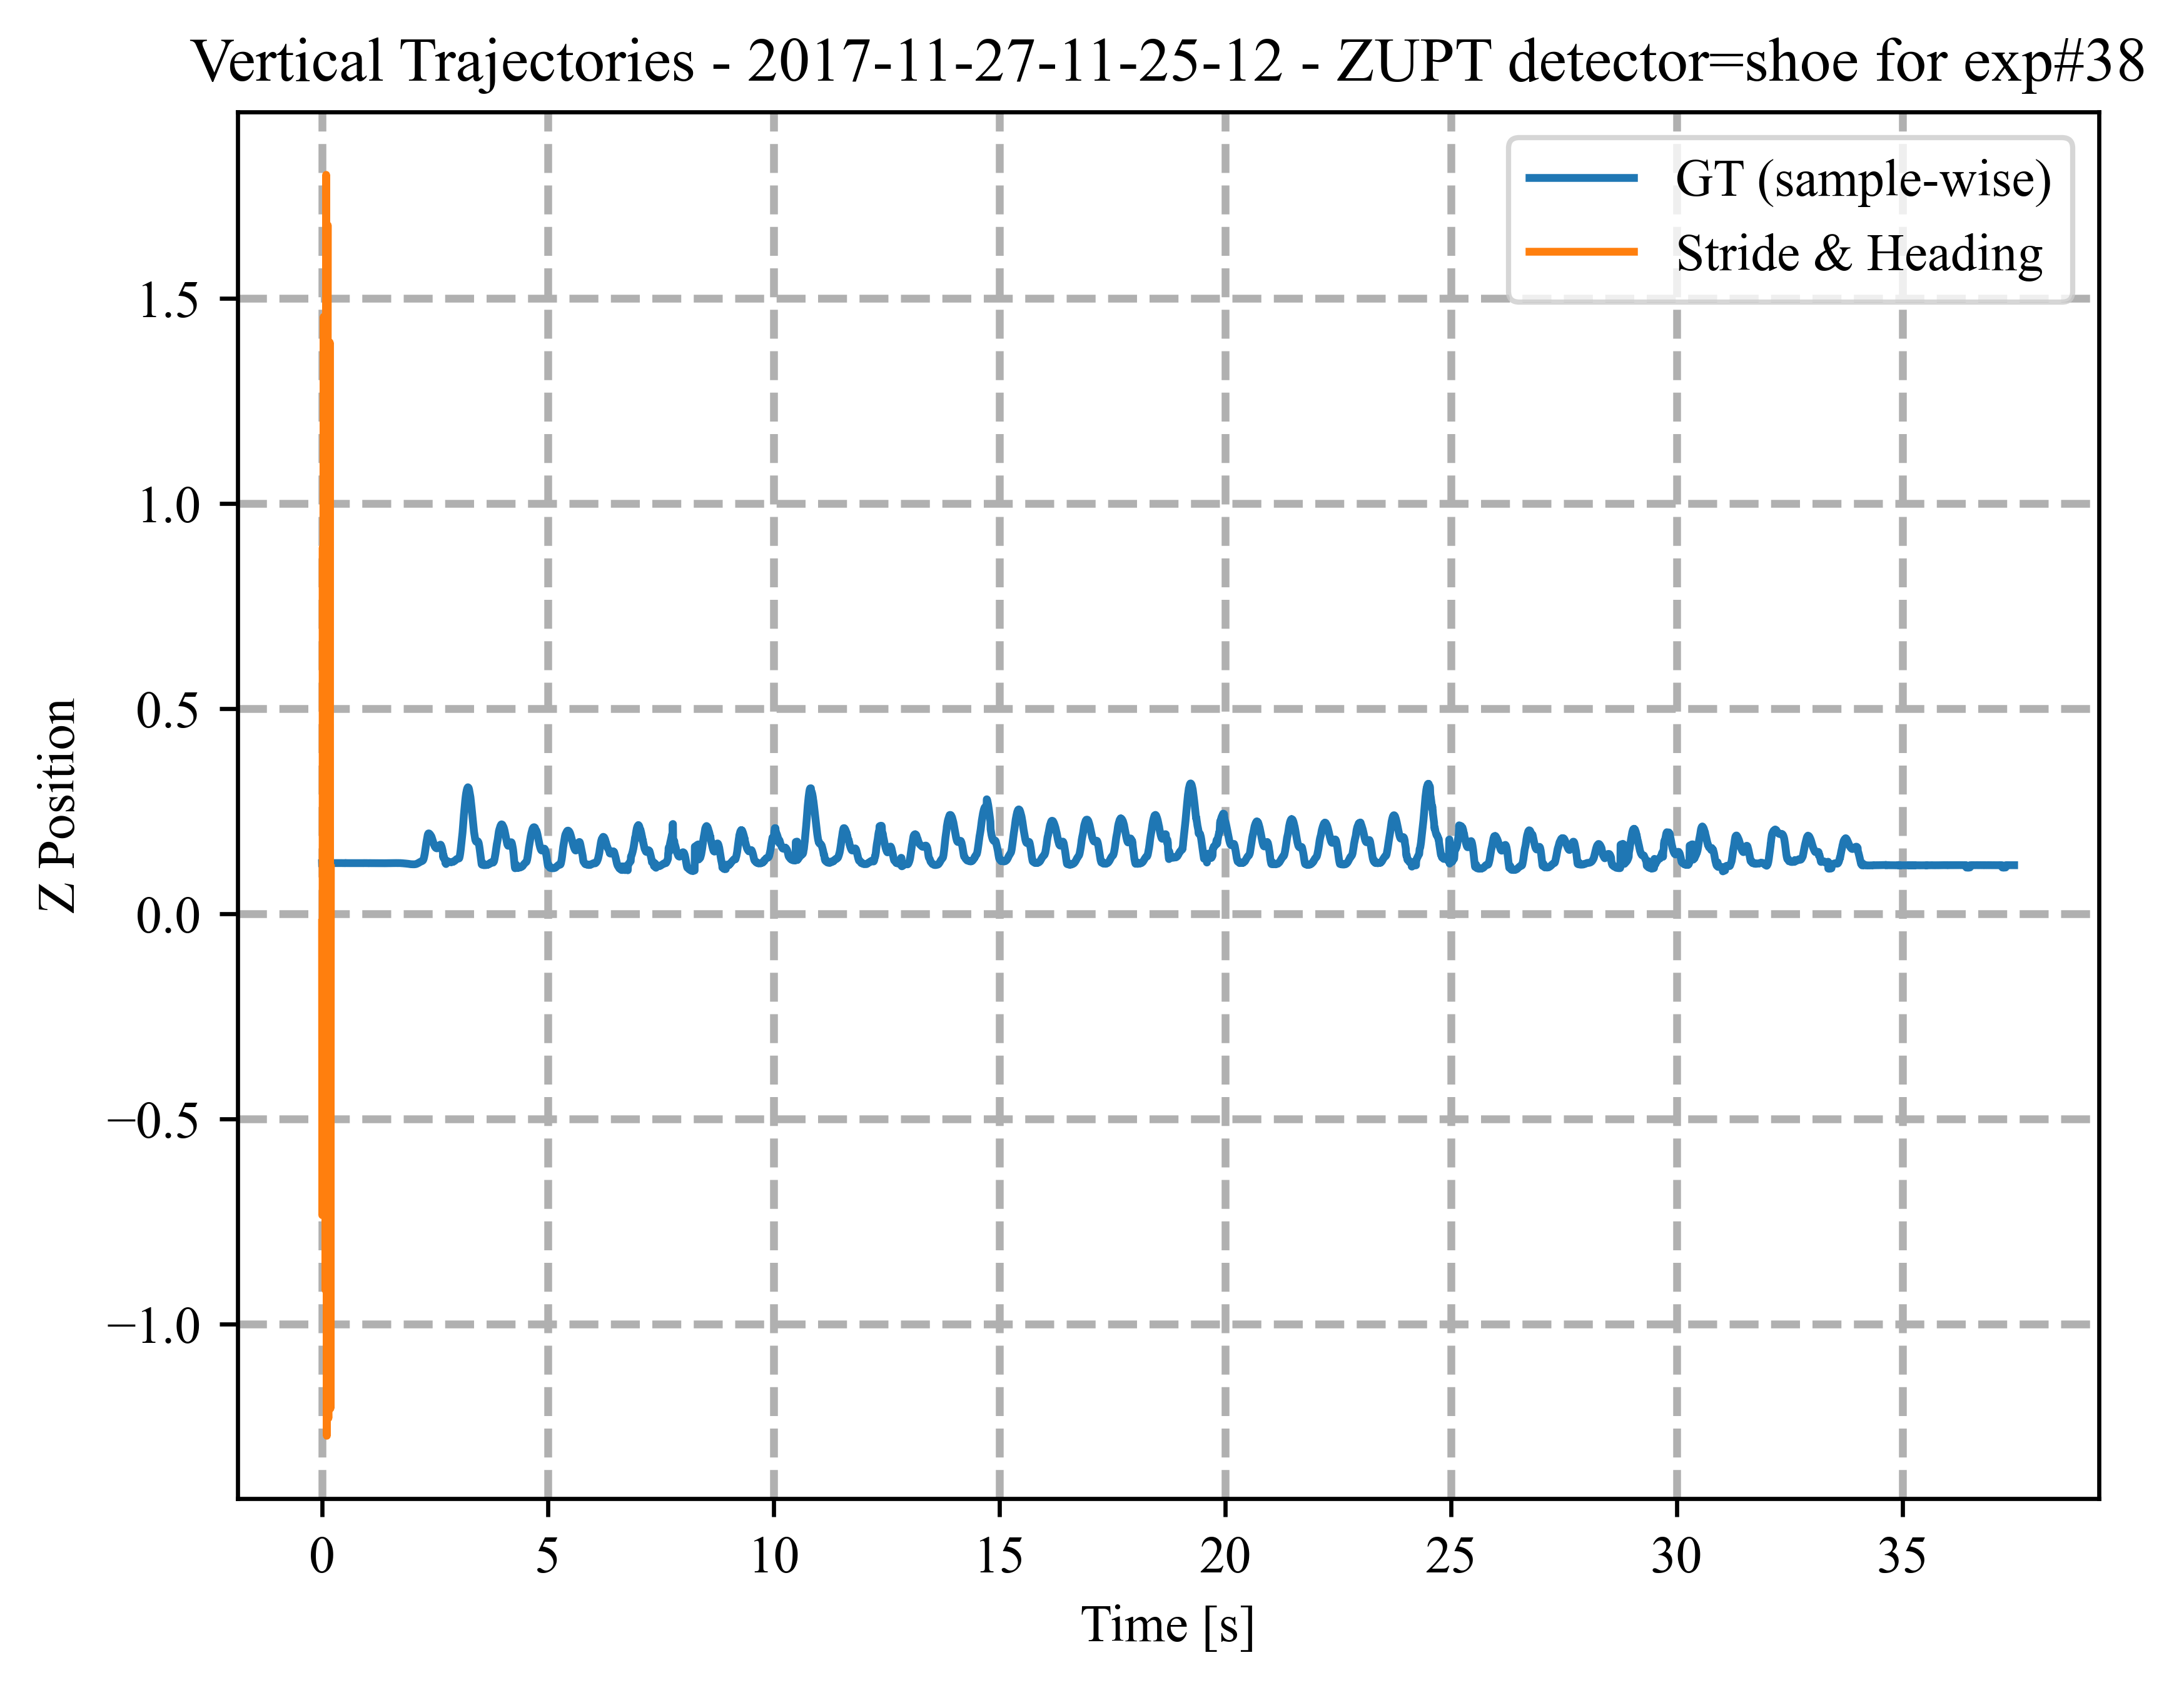 Vertical Trajectories - 2017-11-27-11-25-12 - ZUPT detector=shoe for exp#38
GT (sample-wise)
Stride & Heading
1.5
1.0
0.5
0.0
−0.5
−1.0
Z Position
0 5 10 15 20 25 30 35
Time [s]